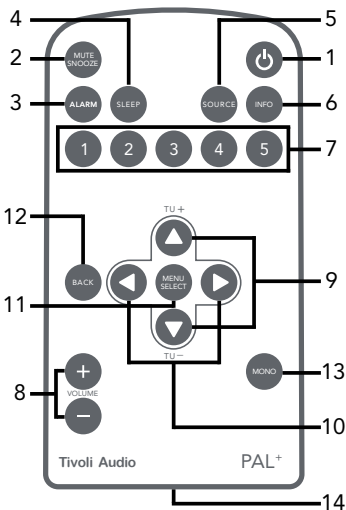 4
5
2
MUTE
SNOOZE
1
3
ALARM
SLEEP
SOURCE
INFO
6
1
2
3
4
5
7
12
TU +
BACK
MENU
SELECT
9
11
TU −
8
+
VOLUME
−
MONO
13
10
Tivoli Audio
PAL+
14